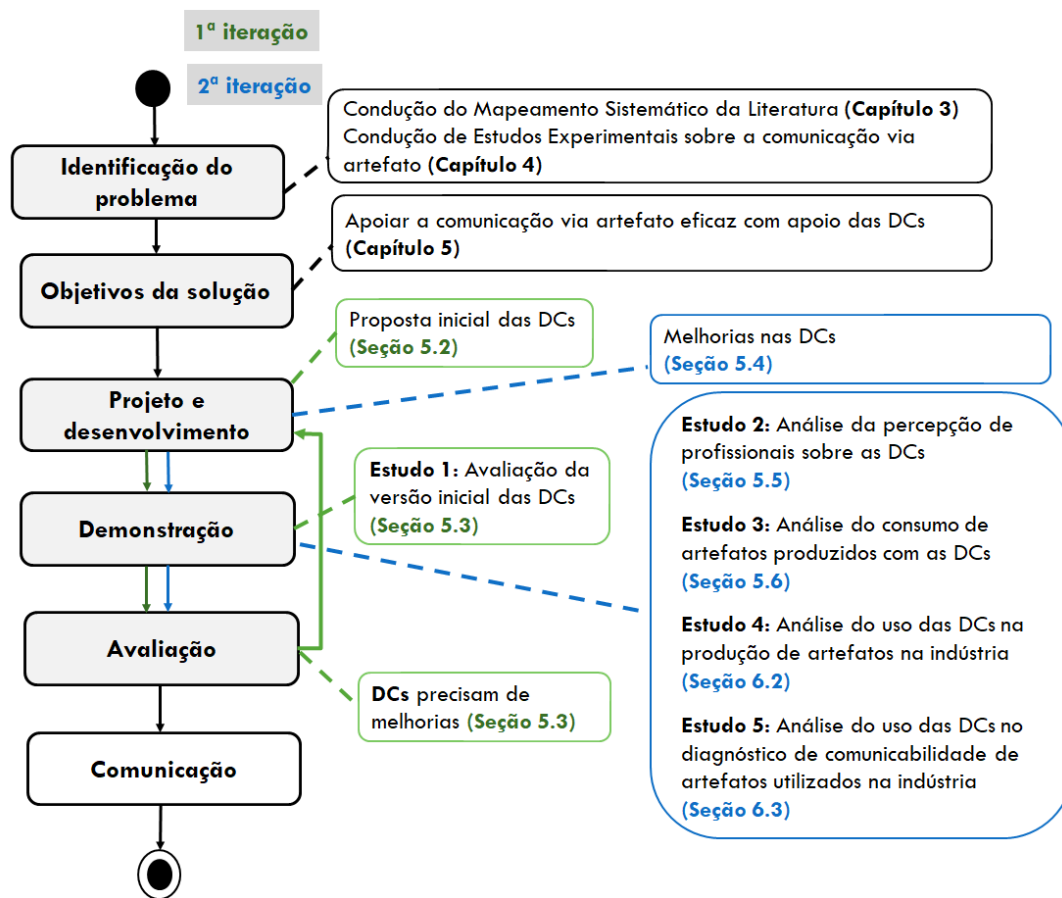 1ª iteração
2ª iteração
Condução do Mapeamento Sistemático da Literatura (Capítulo 3)
Condução de Estudos Experimentais sobre a comunicação via
artefato (Capítulo 4)
Identificação do
problema
Apoiar a comunicação via artefato eficaz com apoio das DCs
(Capítulo 5)
Objetivos da solução
Proposta inicial das DCs
(Seção 5.2)
Melhorias nas DCs
(Seção 5.4)
Projeto e
desenvolvimento
Estudo 1: Avaliação da
versão inicial das DCs
(Seção 5.3)
Estudo 2: Análise da percepção de
profissionais sobre as DCs
(Seção 5.5)
Demonstração
Estudo 3: Análise do consumo de
artefatos produzidos com as DCs
(Seção 5.6)
Avaliação
Estudo 4: Análise do uso das DCs na
produção de artefatos na indústria
(Seção 6.2)
DCs precisam de
melhorias (Seção 5.3)
Estudo 5: Análise do uso das DCs no
diagnóstico de comunicabilidade de
artefatos utilizados na indústria
(Seção 6.3)
Comunicação